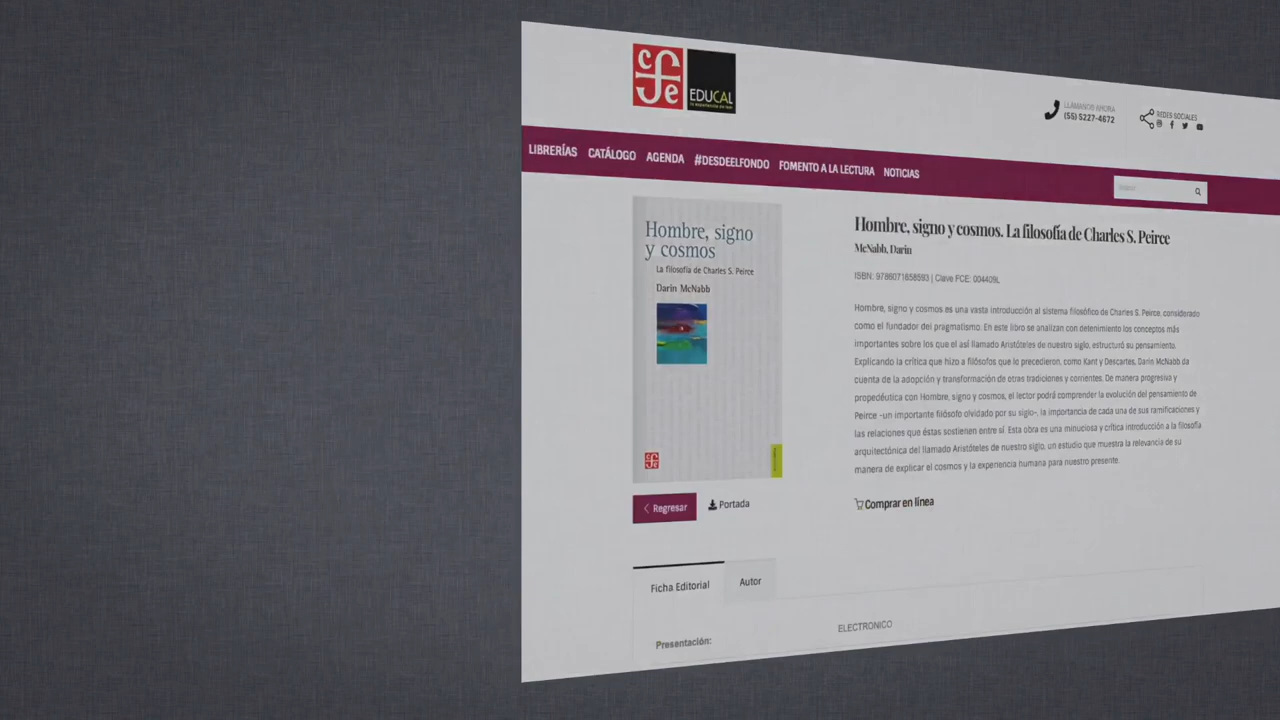 cfe
EDUCAL
LLÁMANOS AHORA
(55) 5227-4672
REDES SOCIALES
LIBRERÍAS CATÁLOGO AGENDA #DESDEELFONDO FOMENTO A LA LECTURA NOTICIAS
Hombre, signo
y cosmos
La filosofía de Charles S. Peirce
Darin McNabb
Regresar
Portada
Hombre, signo y cosmos. La filosofía de Charles S. Peirce
McNabb, Darin
ISBN: 9786071658593 | Clave FCE: 004409L
Hombre, signo y cosmos es una vasta introducción al sistema filosófico de Charles S. Peirce, considerado
como el fundador del pragmatismo. En este libro se analizan con detenimiento los conceptos más
importantes sobre los que el así llamado Aristóteles de nuestro siglo, estructuró su pensamiento.
Explicando la crítica que hizo a filósofos que lo precedieron, como Kant y Descartes, Darin McNabb da
cuenta de la adopción y transformación de otras tradiciones y corrientes. De manera progresiva y
propedéutica con Hombre, signo y cosmos, el lector podrá comprender la evolución del pensamiento de
Peirce -un importante filósofo olvidado por su siglo-, la importancia de cada una de sus ramificaciones y
las relaciones que éstas sostienen entre sí. Esta obra es una minuciosa y crítica introducción a la filosofía
arquitectónica del llamado Aristóteles de nuestro siglo, un estudio que muestra la relevancia de su
manera de explicar el cosmos y la experiencia humana para nuestro presente.
Comprar en línea
Ficha Editorial
Autor
Presentación:
ELECTRONICO